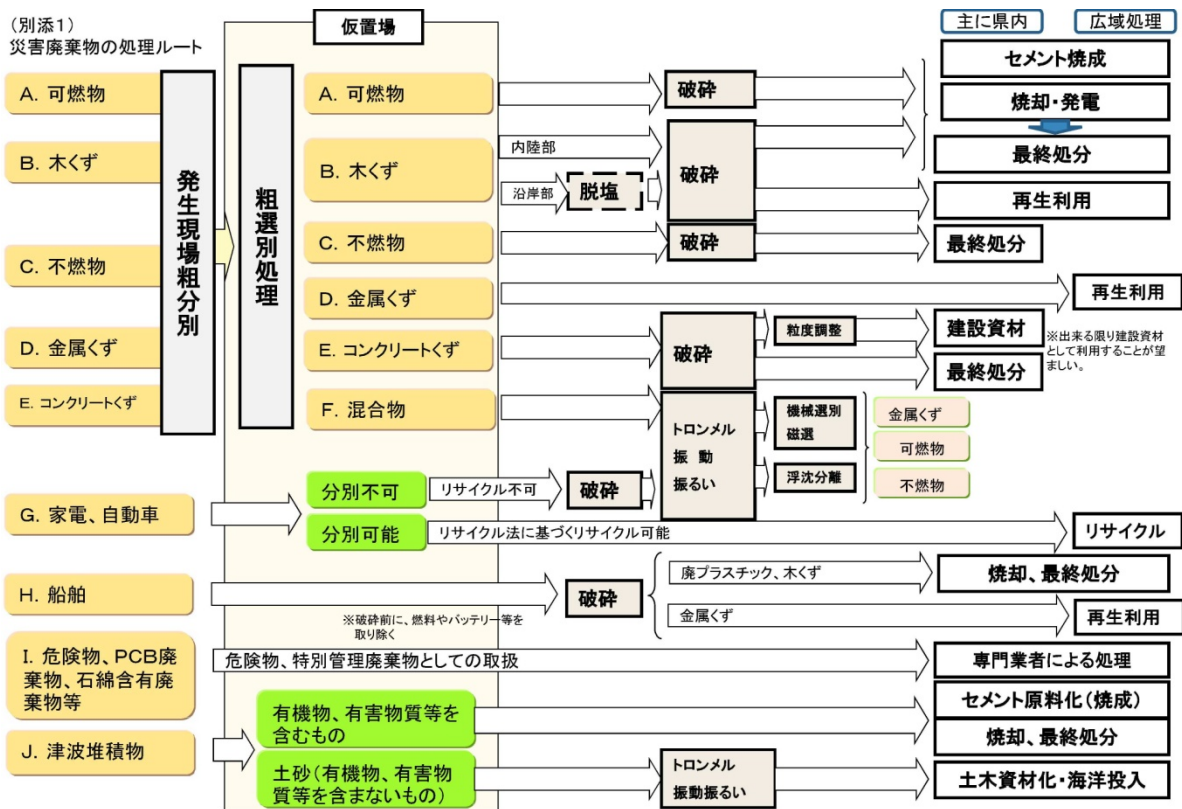 (別添1)
災害廃棄物の処理ルート
仮置場
主に県内
広域処理
A. 可燃物
B. 木くず
C. 不燃物
D. 金属くず
E. コンクリートくず
発生現場粗分別
粗選別処理
A. 可燃物
B. 木くず
C. 不燃物
D. 金属くず
E. コンクリートくず
F. 混合物
破砕
内陸部
沿岸部
脱塩
破砕
破砕
セメント焼成
焼却・発電
最終処分
再生利用
最終処分
再生利用
破砕
粒度調整
建設資材
最終処分
※出来る限り建設資材
として利用することが望
ましい。
トロンメル
振 動
振るい
機械選別
磁選
浮沈分離
金属くず
可燃物
不燃物
G. 家電、自動車
分別不可
リサイクル不可
破砕
分別可能
リサイクル法に基づくリサイクル可能
リサイクル
H. 船舶
※破砕前に、燃料やバッテリー等を
取り除く
破砕
廃プラスチック、木くず
焼却、最終処分
金属くず
再生利用
I. 危険物、PCB廃
棄物、石綿含有廃
棄物等
危険物、特別管理廃棄物としての取扱
専門業者による処理
J. 津波堆積物
有機物、有害物質等を
含むもの
セメント原料化(焼成)
焼却、最終処分
土砂(有機物、有害物
質等を含まないもの)
トロンメル
振動振るい
土木資材化・海洋投入